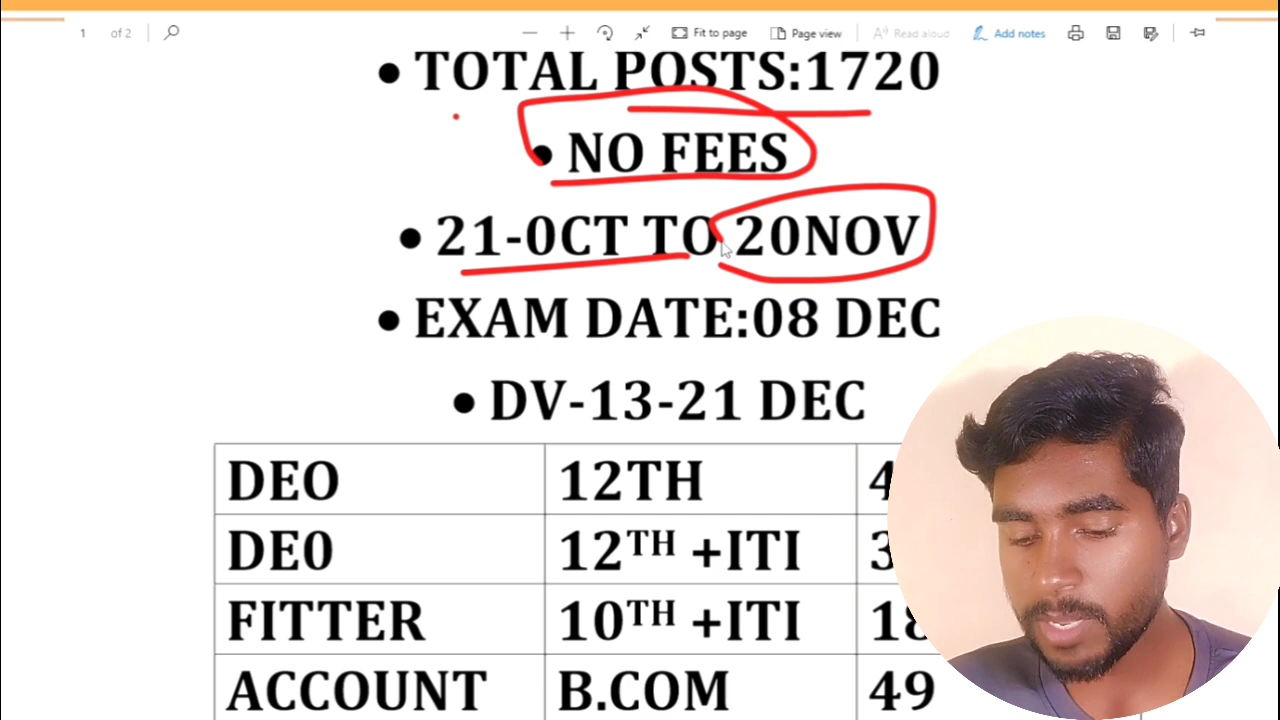 1 of 2
Fit to page
Page view
Read aloud
Add notes
• TOTAL POSTS:1720
• NO FEES
• 21-0CT TO 20NOV
• EXAM DATE:08 DEC
• DV-13-21 DEC
DEO 12TH
DE0 12TH +ITI
FITTER 10TH +ITI
ACCOUNT B.COM 49